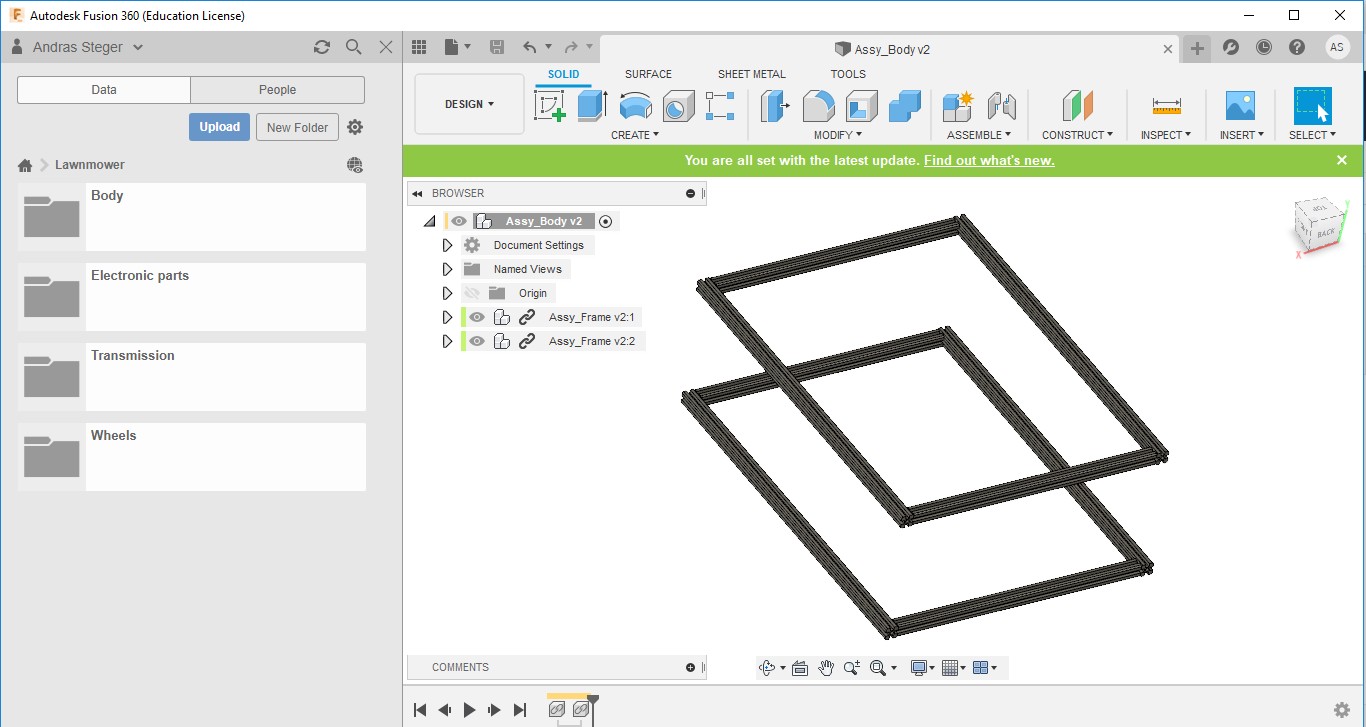 Autodesk Fusion 360 (Education License)
Andras Steger
Assy_Body v2
AS
Data
People
Upload
New Folder
Lawnmower
Body
Electronic parts
Transmission
Wheels
SOLID
SURFACE
SHEET METAL
TOOLS
DESIGN
CREATE
MODIFY
ASSEMBLE
CONSTRUCT
INSPECT
INSERT
SELECT
You are all set with the latest update. Find out what's new.
BROWSER
Assy_Body v2
Document Settings
Named Views
Origin
Assy_Frame v2:1
Assy_Frame v2:2
TOP
BACK
X
Y
COMMENTS